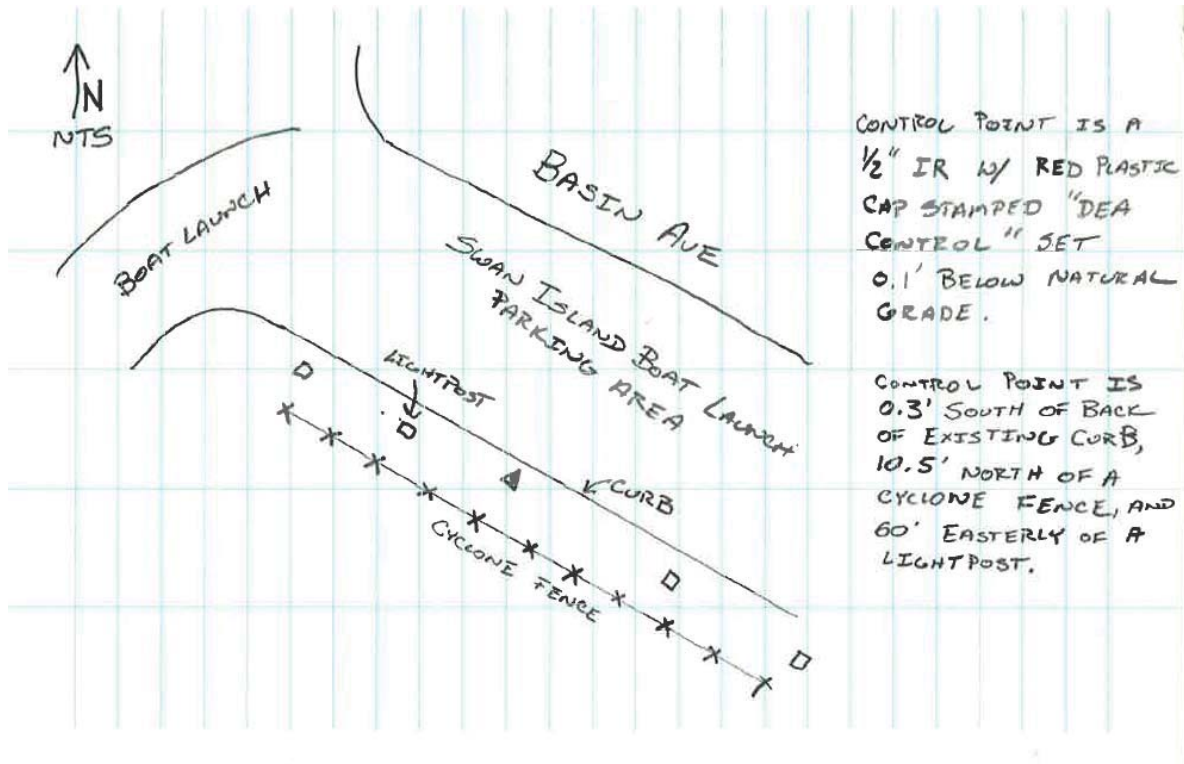 N
NTS
BOAT LAUNCH
BASIN AVE
SWAN ISLAND BOAT LAUNCH
PARKING AREA
LIGHTPOST
CURB
CYCLONE FENCE
CONTROL POINT IS A
1/2" IR W/ RED PLASTIC
CAP STAMPED "DEA
CONTROL" SET
0.1' BELOW NATURAL
GRADE.
CONTROL POINT IS
0.3' SOUTH OF BACK
OF EXISTING CURB,
10.5' NORTH OF A
CYCLONE FENCE, AND
60' EASTERLY OF A
LIGHTPOST.